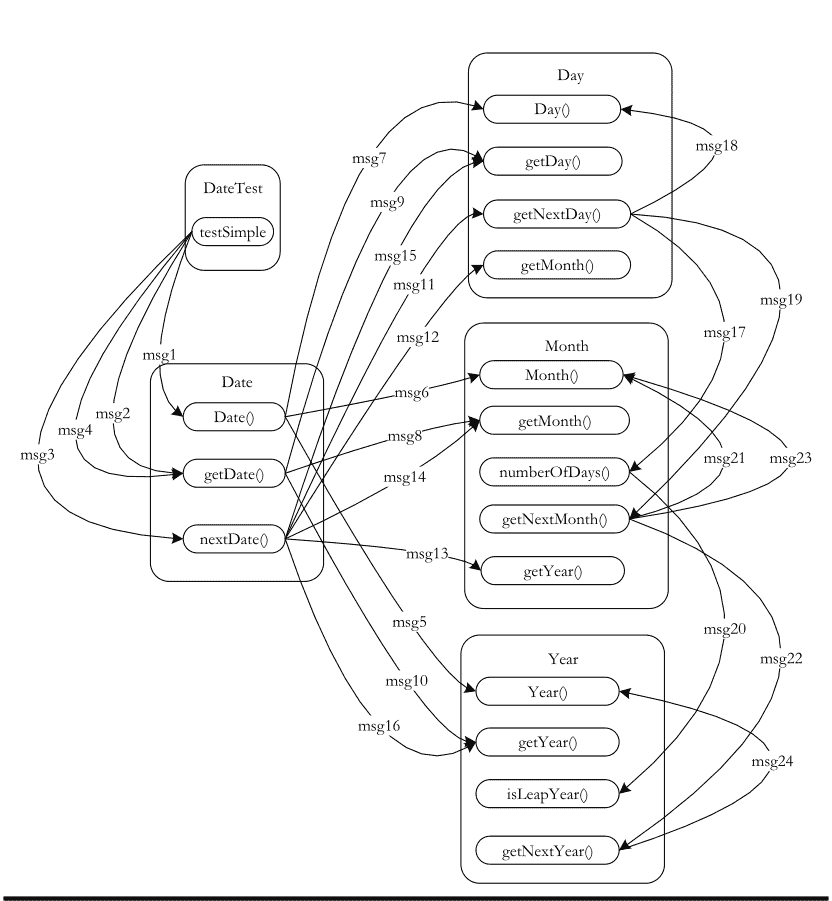 Day
Day()
msg18
msg7
getDay()
DateTest
msg9
getNextDay()
testSimple
msg15
getMonth()
msg11
msg19
msg12
msg17
Month
msg1
Date
Month()
msg6
Date()
msg2
getMonth()
msg4
msg8
msg3
msg21
msg23
getDate()
numberOfDays()
msg14
getNextMonth()
nextDate()
msg13
getYear()
msg5
msg20
Year
msg22
msg10
Year()
msg16
getYear()
msg24
isLeapYear()
getNextYear()